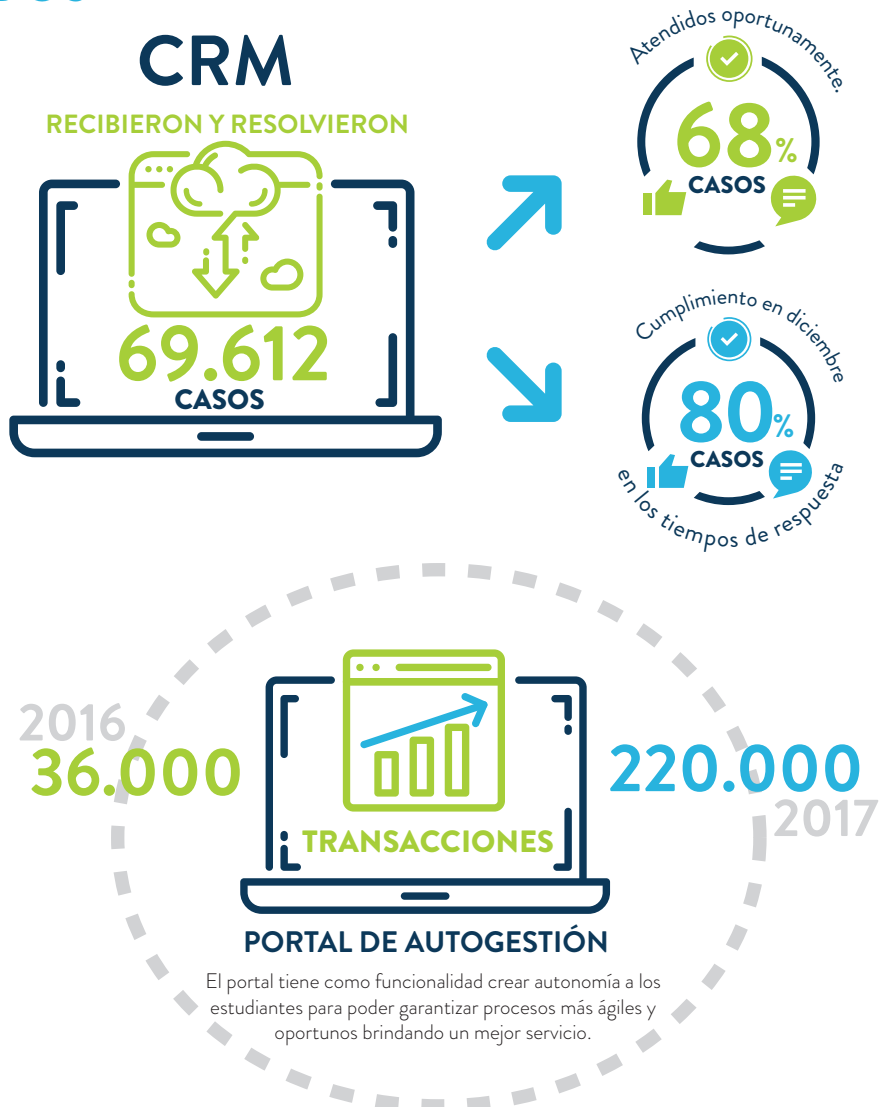 CRM
RECIBIERON Y RESOLVIERON
69.612
CASOS
Atendidos oportunamente.
68%
CASOS
Cumplimiento en diciembre
80%
CASOS
en los tiempos de respuesta
2016
36.000
220.000
2017
TRANSACCIONES
PORTAL DE AUTOGESTIÓN
El portal tiene como funcionalidad crear autonomía a los
estudiantes para poder garantizar procesos más ágiles y
oportunos brindando un mejor servicio.